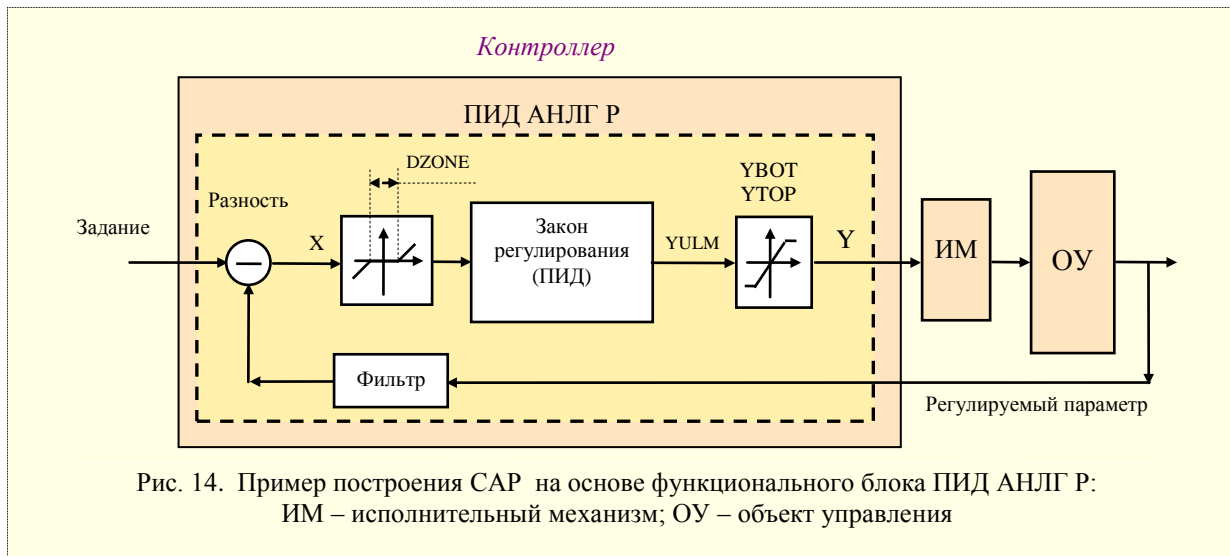 Контроллер
ПИД АНЛГ Р
DZONE
YBOT
YTOP
Разность
Задание
X
Закон
регулирования
(ПИД)
YULM
Y
ИМ
ОУ
Фильтр
Регулируемый параметр
Рис. 14. Пример построения САР на основе функционального блока ПИД АНЛГ Р:
ИМ – исполнительный механизм; ОУ – объект управления